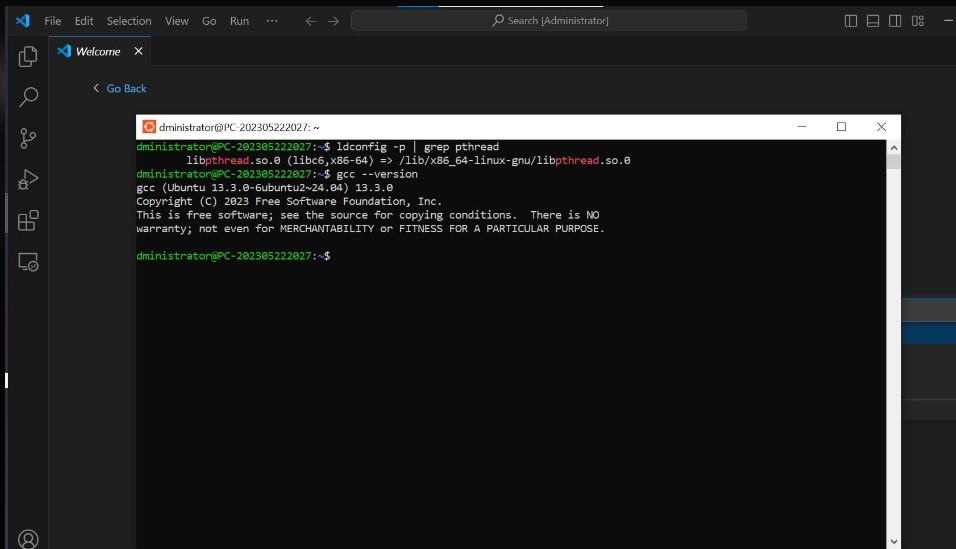 File Edit Selection View Go Run ··· ← → Search [Administrator]
Welcome ×
< Go Back
dministrator@PC-202305222027: ~
dministrator@PC-202305222027:~$ ldconfig -p | grep pthread
libpthread.so.0 (libc6,x86-64) => /lib/x86_64-linux-gnu/libpthread.so.0
dministrator@PC-202305222027:~$ gcc --version
gcc (Ubuntu 13.3.0-6ubuntu2~24.04) 13.3.0
Copyright (C) 2023 Free Software Foundation, Inc.
This is free software; see the source for copying conditions.  There is NO
warranty; not even for MERCHANTABILITY or FITNESS FOR A PARTICULAR PURPOSE.
dministrator@PC-202305222027:~$